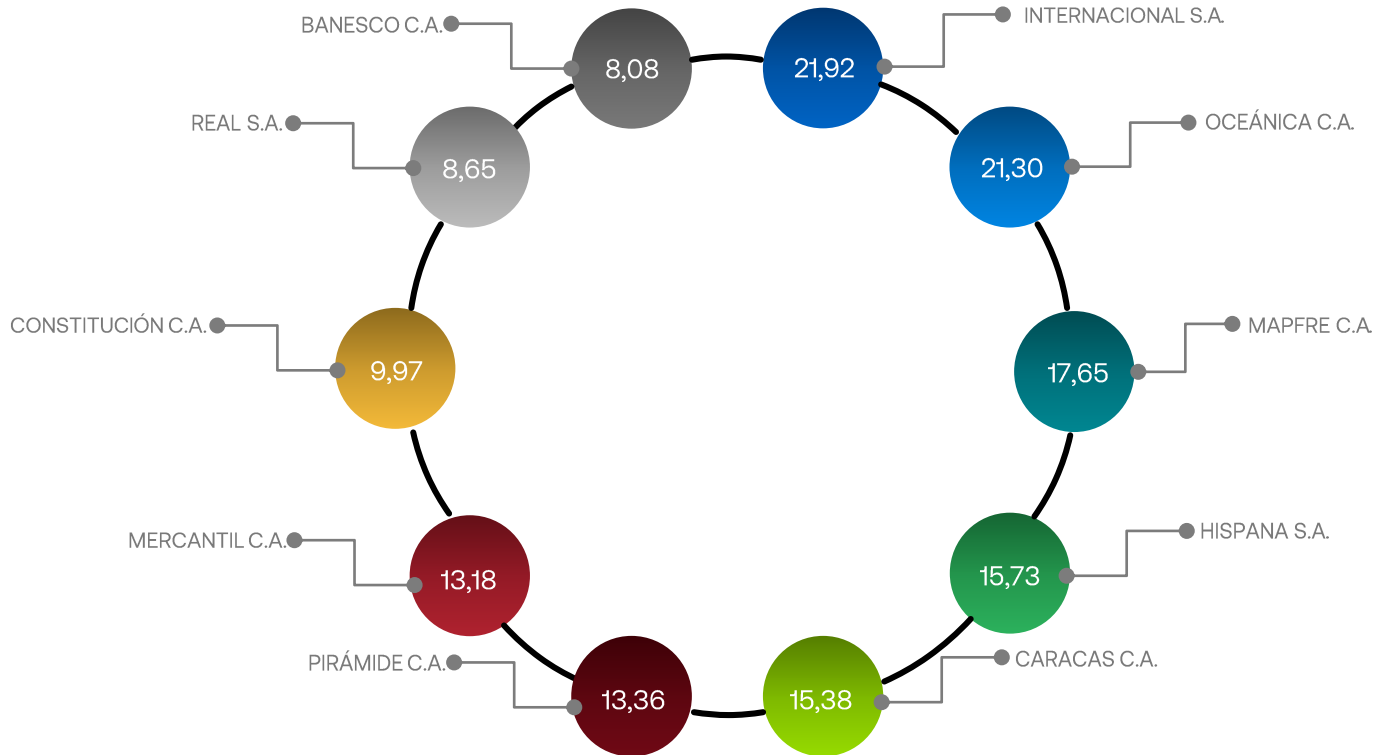 BANESCO C.A.
8,08
21,92
INTERNACIONAL S.A.
REAL S.A.
8,65
21,30
OCEÁNICA C.A.
CONSTITUCIÓN C.A.
9,97
17,65
MAPFRE C.A.
MERCANTIL C.A.
13,18
15,73
HISPANA S.A.
PIRÁMIDE C.A.
13,36
15,38
CARACAS C.A.